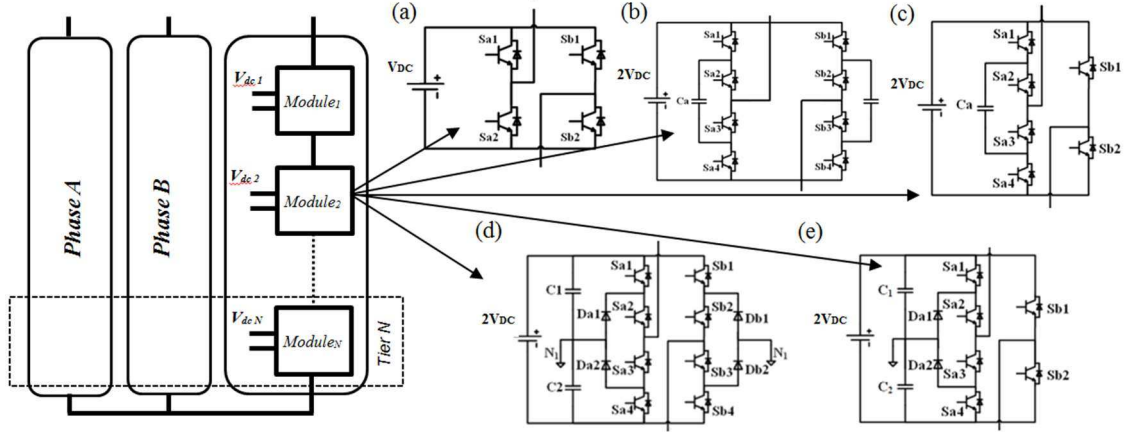 Phase A
Phase B
Vdc 1
Module1
Vdc 2
Module2
Vdc N
ModuleN
Tier N
(a)
VDC
Sa1
Sb1
Sa2
Sb2
(b)
2VDC
Ca
Sa1
Sa2
Sa3
Sa4
Sb1
Sb2
Sb3
Sb4
(c)
2VDC
Ca
Sa1
Sa2
Sa3
Sa4
Sb1
Sb2
(d)
2VDC
C1
C2
N1
Da1
Da2
Sa1
Sa2
Sa3
Sa4
Sb1
Sb2
Sb3
Sb4
Db1
Db2
N1
(e)
2VDC
C1
C2
Da1
Da2
Sa1
Sa2
Sa3
Sa4
Sb1
Sb2